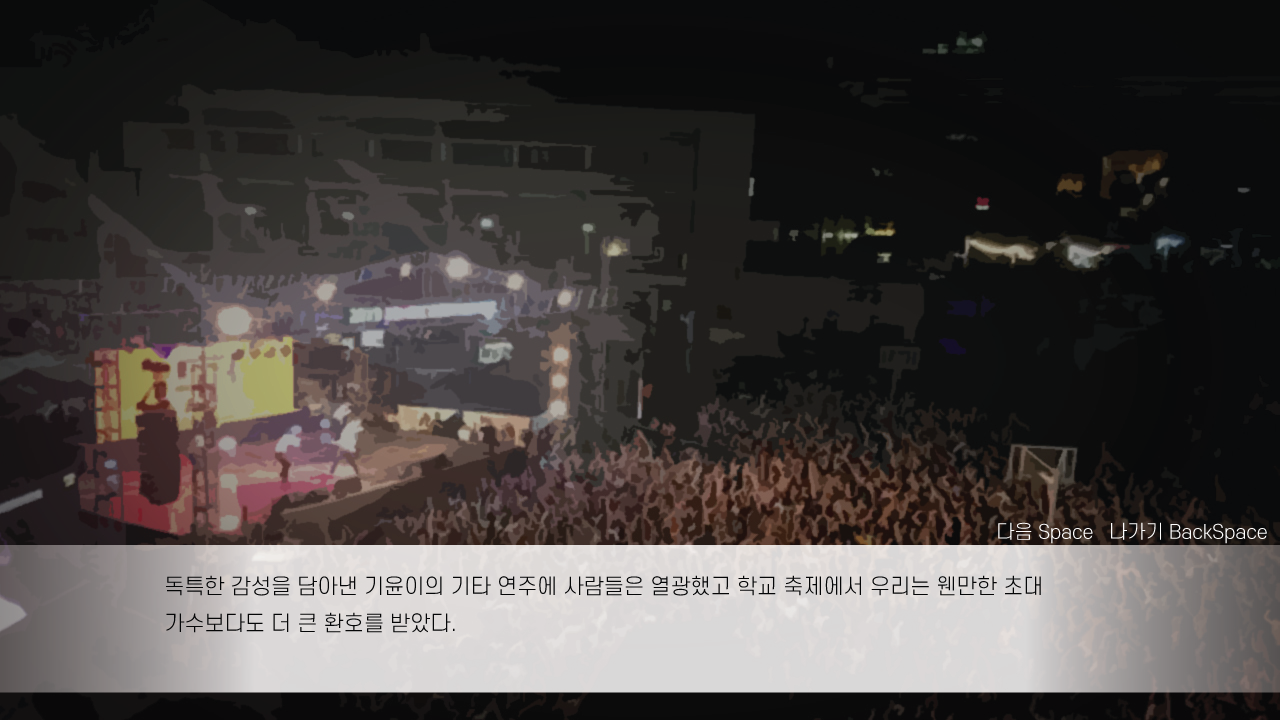 다음 Space 나가기 BackSpace
독특한 감성을 담아낸 기윤이의 기타 연주에 사람들은 열광했고 학교 축제에서 우리는 웬만한 초대
가수보다도 더 큰 환호를 받았다.